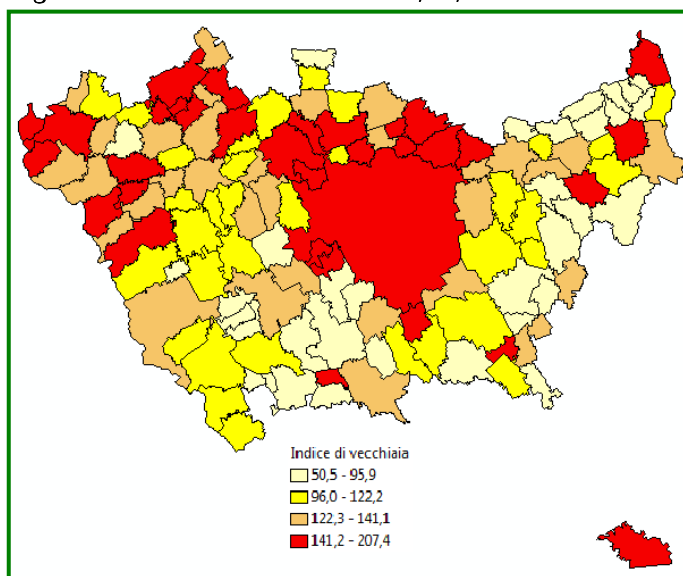 Indice di vecchiaia
50,5 - 95,9
96,0 - 122,2
122,3 - 141,1
141,2 - 207,4